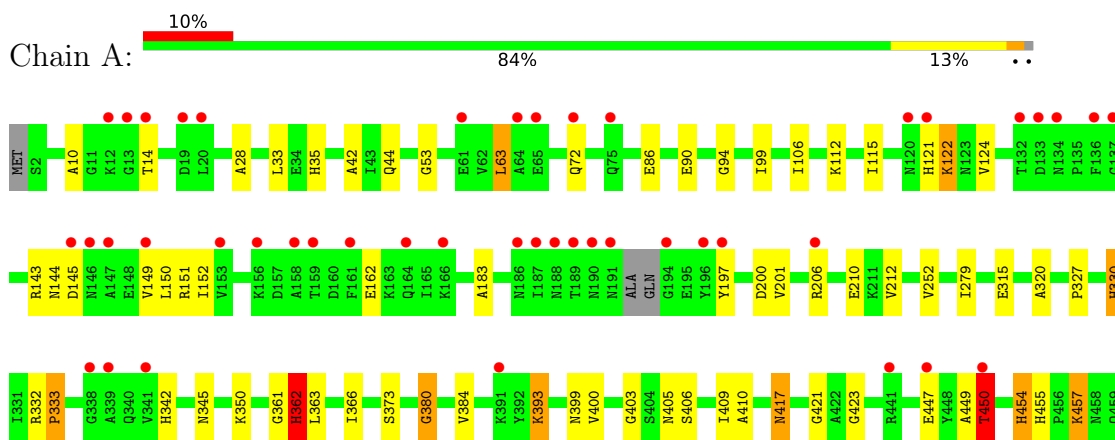 10%
Chain A:
84% 13% • •
MET S2 A10 G11 K12 G13 T14 D19 L20 A28 L33 E34 H35 A42 I43 Q44 G53 E61 V62 L63 A64 E65 Q72 Q75 E86 E90 G94 I99 I106 K112 I115 N120 H121 K122 N123 V124 T132 D133 N134 P135 F136 G137
R143 N144 D145 N146 A147 E148 V149 L150 R151 I152 V153 K156 D157 A158 T159 D160 F161 E162 K163 Q164 I165 K166 A183 N186 I187 N188 T189 N190 N191 ALA GLN G194 E195 Y196 Y197 D200 V201 R206 E210 K211 V212 V252 I279 E315 A320 P327 H330
I331 R332 P333 G338 A339 Q340 V341 H342 N345 K350 G361 H362 L363 I366 S373 G380 V384 K391 Y392 K393 N399 V400 G403 S404 N405 S406 I409 A410 N417 G421 A422 G423 R441 E447 Y448 A449 T450 H454 H455 P456 K457 N458